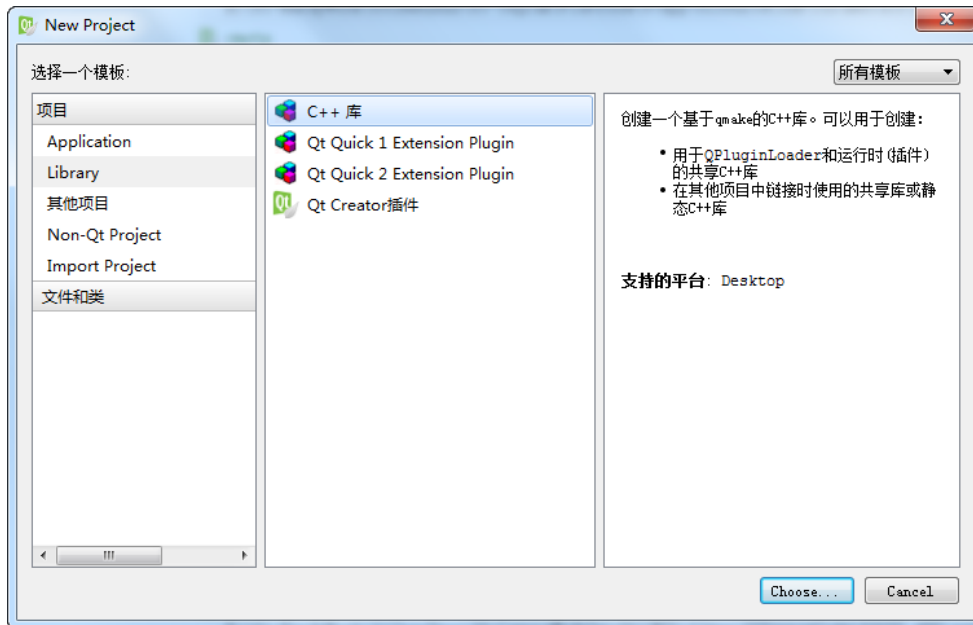 New Project
选择一个模板:
所有模板
项目
Application
Library
其他项目
Non-Qt Project
Import Project
文件和类
C++ 库
Qt Quick 1 Extension Plugin
Qt Quick 2 Extension Plugin
Qt Creator插件
创建一个基于qmake的C++库。可以用于创建:
• 用于QPluginLoader和运行时(插件)
的共享C++库
• 在其他项目中链接时使用的共享库或静
态C++库
支持的平台: Desktop
Choose...
Cancel